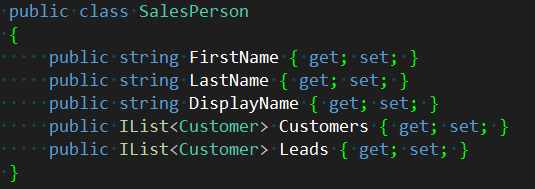 public class SalesPerson
{
public string FirstName { get; set; }
public string LastName { get; set; }
public string DisplayName { get; set; }
public IList<Customer> Customers { get; set; }
public IList<Customer> Leads { get; set; }
}